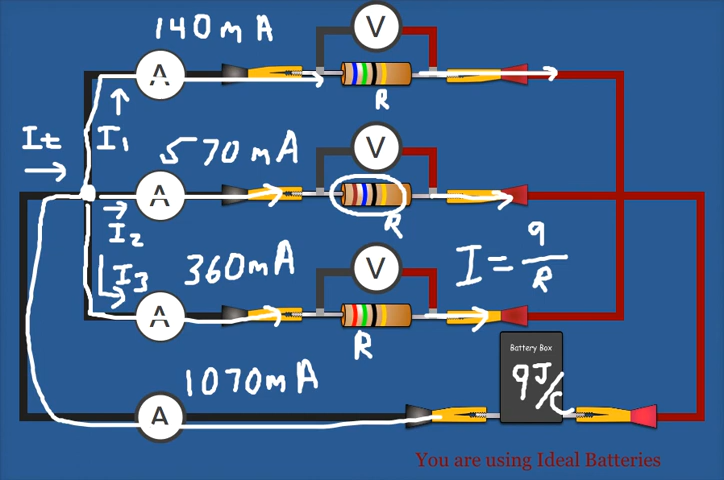 140mA
A
V
R
It
I1
570mA
A
V
R
I2
I3
360mA
A
V
R
I = 9/R
1070mA
A
Battery Box
9J/C
You are using Ideal Batteries